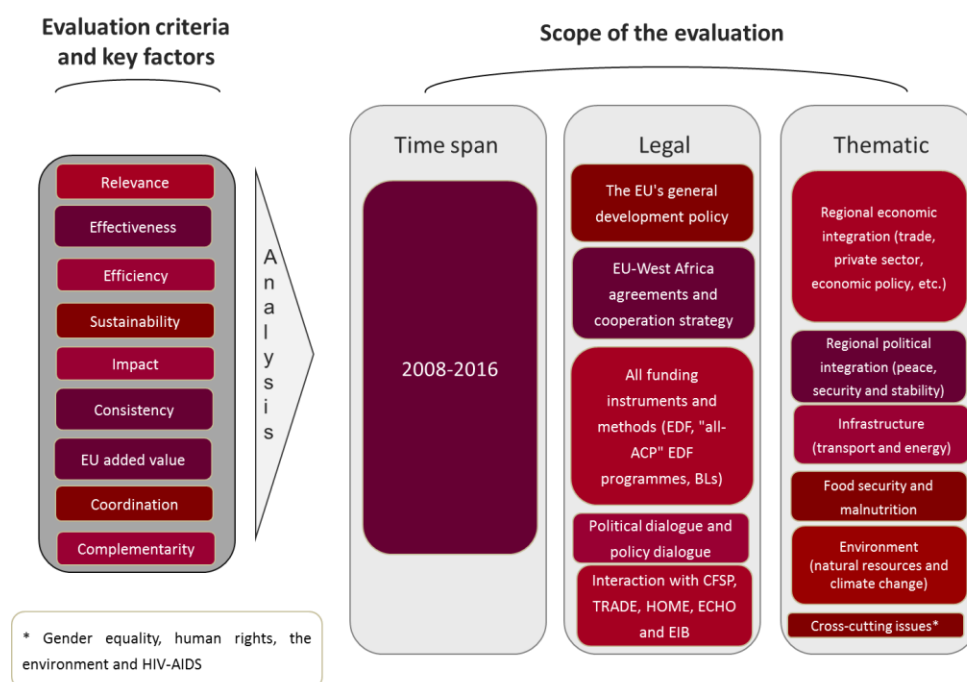 Evaluation criteria
and key factors
Relevance
Effectiveness
Efficiency
Sustainability
Impact
Consistency
EU added value
Coordination
Complementarity
Analysis
* Gender equality, human rights, the
environment and HIV-AIDS
Scope of the evaluation
Time span
2008-2016
Legal
The EU's general
development policy
EU-West Africa
agreements and
cooperation strategy
All funding
instruments and
methods (EDF, "all-
ACP" EDF
programmes, BLs)
Political dialogue and
policy dialogue
Interaction with CFSP,
TRADE, HOME, ECHO
and EIB
Thematic
Regional economic
integration (trade,
private sector,
economic policy, etc.)
Regional political
integration (peace,
security and stability)
Infrastructure
(transport and energy)
Food security and
malnutrition
Environment
(natural resources and
climate change)
Cross-cutting issues*